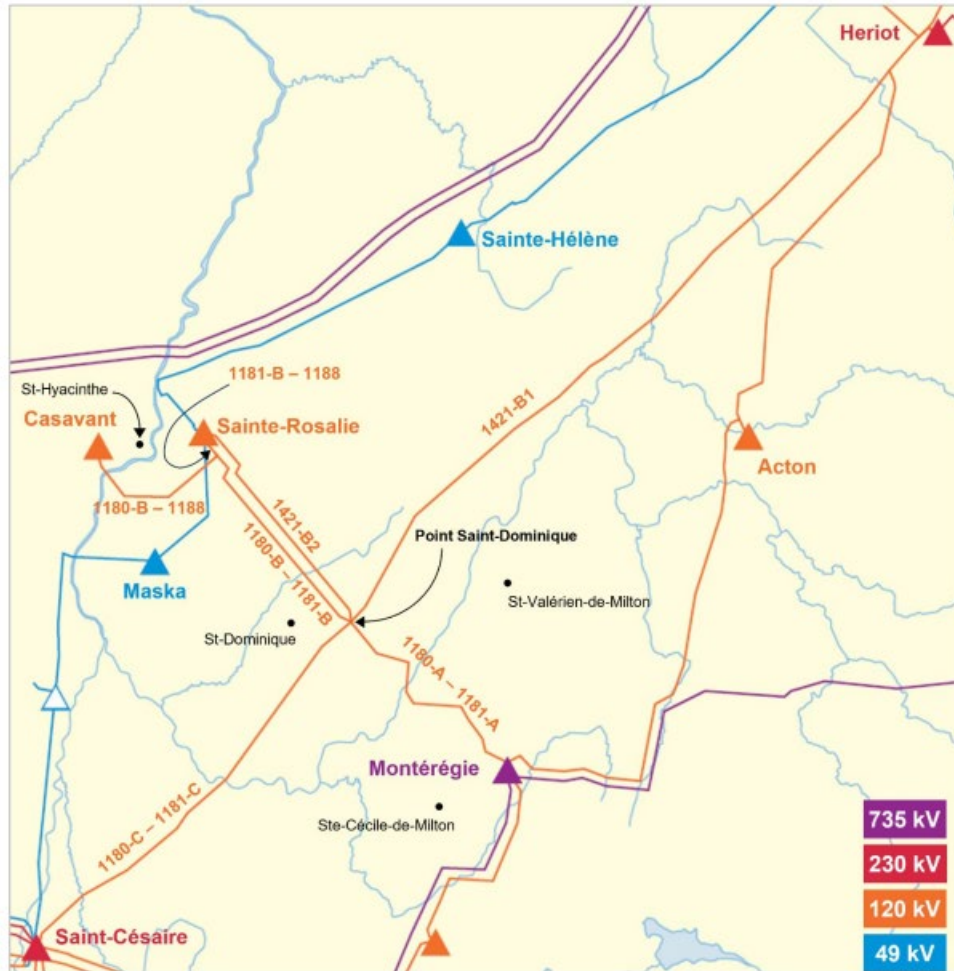 Heriot
Sainte-Hélène
1181-B – 1188
St-Hyacinthe
Casavant
Sainte-Rosalie
1421-B1
Acton
1180-B – 1188
1421-B2
1180-B – 1181-B
Point Saint-Dominique
Maska
St-Valérien-de-Milton
St-Dominique
1180-A – 1181-A
Montérégie
1180-C – 1181-C
Ste-Cécile-de-Milton
735 kV
230 kV
120 kV
49 kV
Saint-Césaire